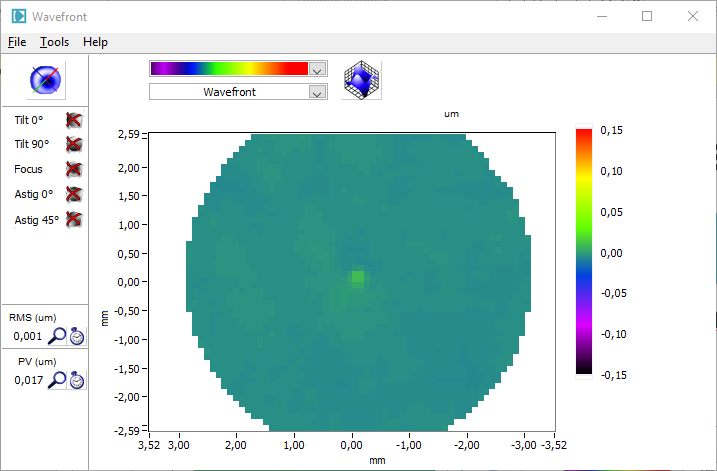 Wavefront
File Tools Help
Tilt 0°
Tilt 90°
Focus
Astig 0°
Astig 45°
RMS (um)
0,001
PV (um)
0,017
Wavefront
um
2,59
2,00
1,50
1,00
0,50
0,00
-0,50
-1,00
-1,50
-2,00
-2,59
mm
3,52 3,00 2,00 1,00 0,00 -1,00 -2,00 -3,00 -3,52
mm
0,15
0,10
0,05
0,00
-0,05
-0,10
-0,15